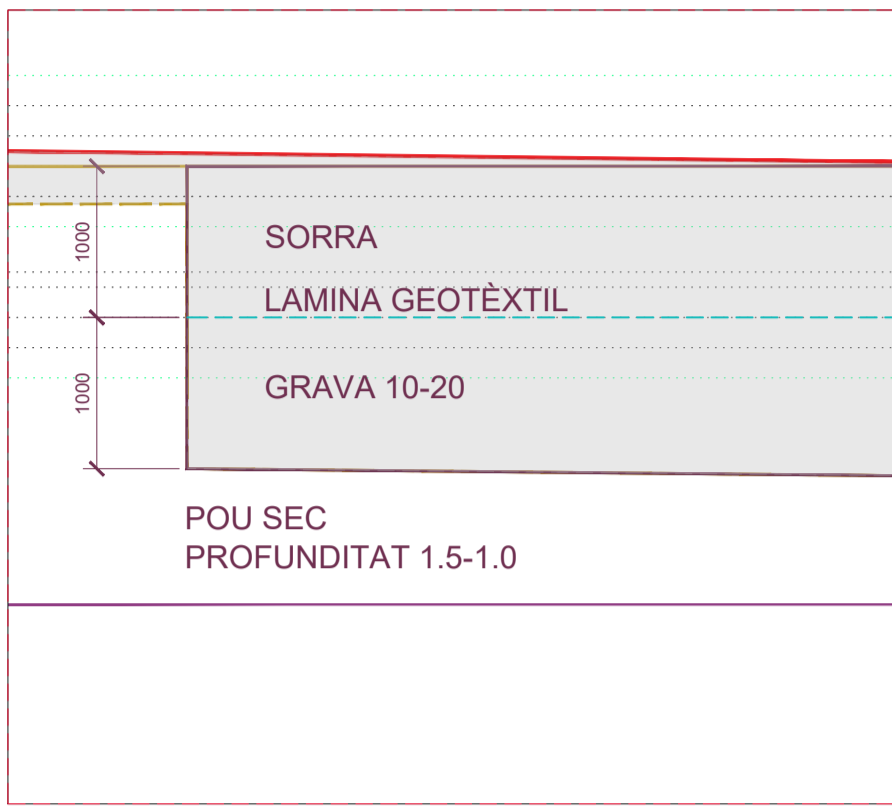 1000
SORRA
LAMINA GEOTÈXTIL
1000
GRAVA 10-20
POU SEC
PROFUNDITAT 1.5-1.0